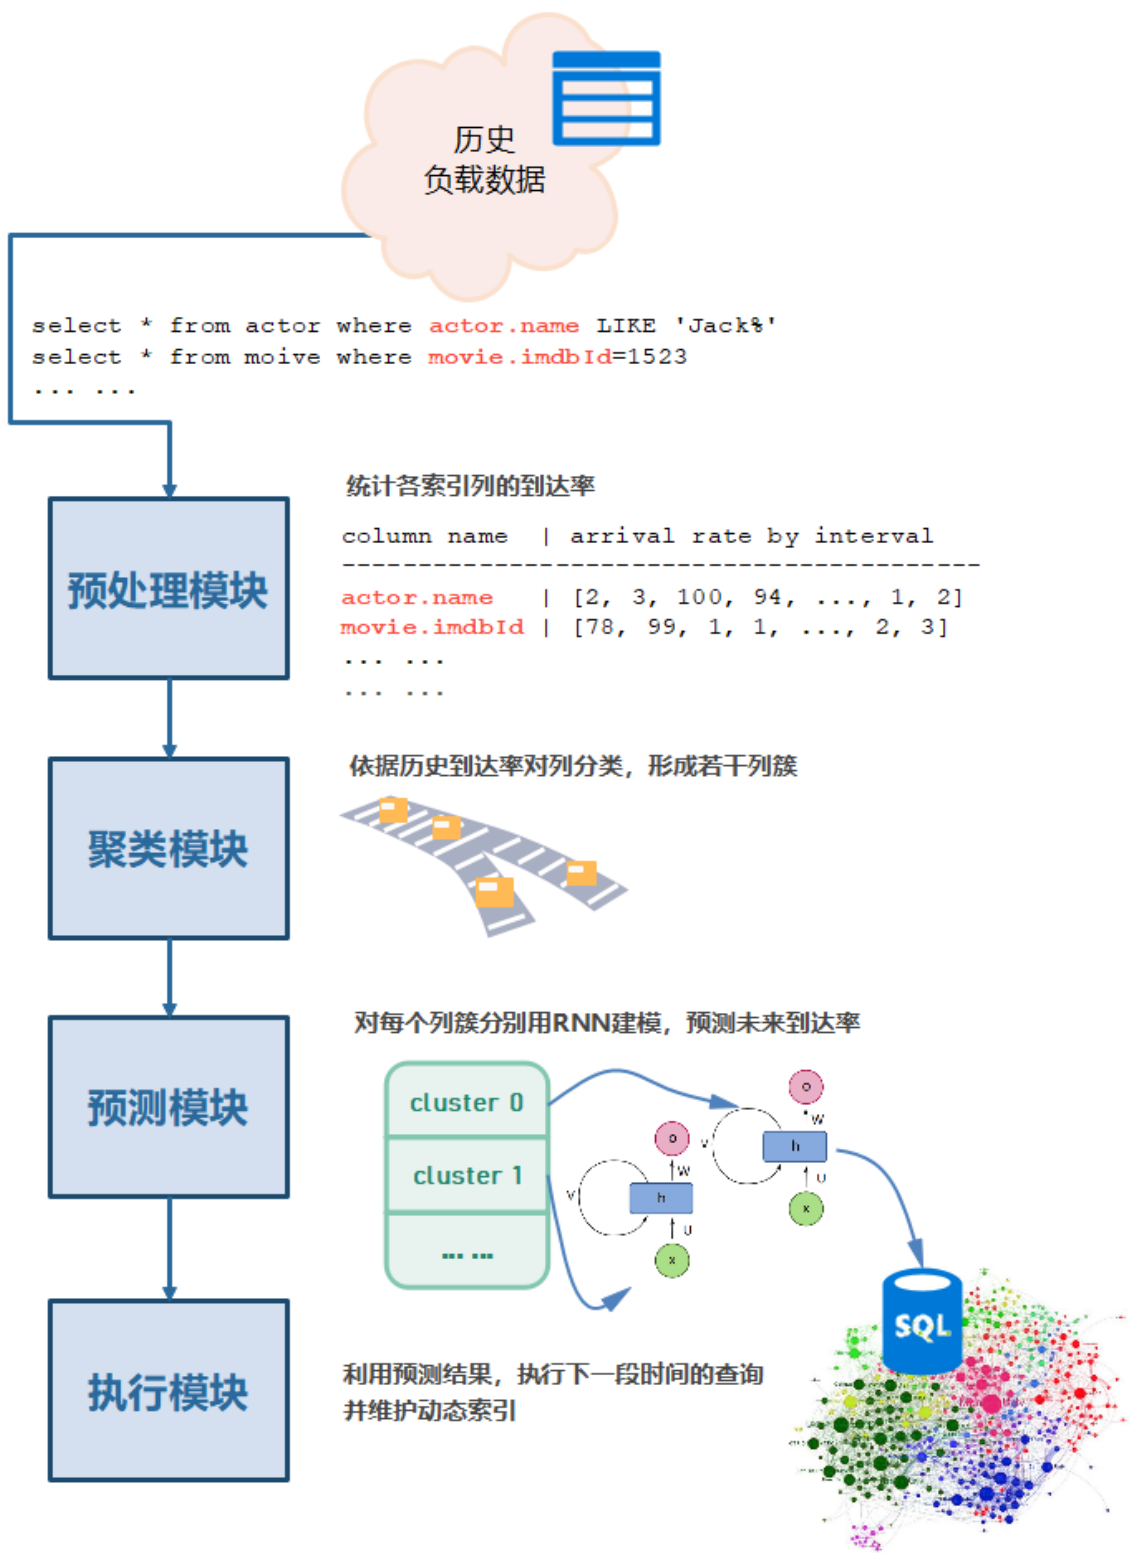 历史
负载数据
select * from actor where actor.name LIKE 'Jack%'
select * from moive where movie.imdbId=1523
... ...
预处理模块
统计各索引列的到达率
column name | arrival rate by interval
------------------------------------------
actor.name | [2, 3, 100, 94, ..., 1, 2]
movie.imdbId | [78, 99, 1, 1, ..., 2, 3]
... ...
... ...
聚类模块
依据历史到达率对列分类，形成若干列簇
预测模块
对每个列簇分别用RNN建模，预测未来到达率
cluster 0
cluster 1
... ...
o
W
V
h
U
x
o
W
V
h
U
x
SQL
执行模块
利用预测结果，执行下一段时间的查询
并维护动态索引